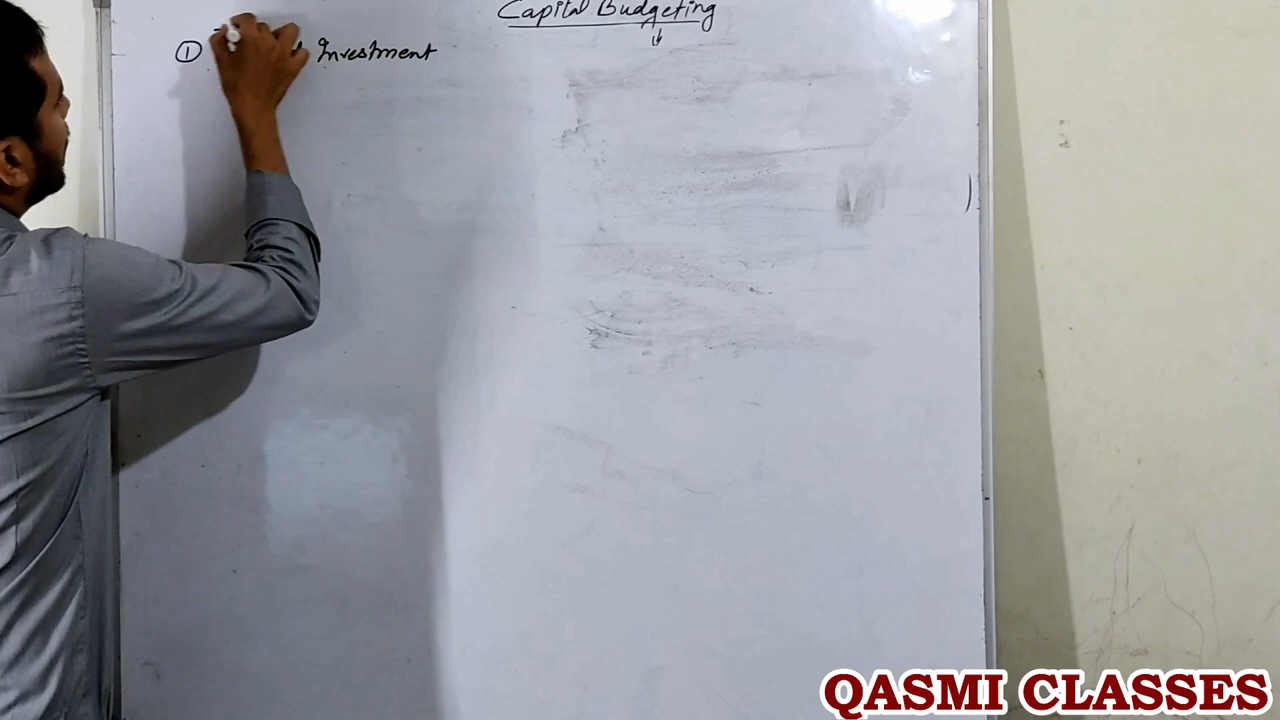 Capital Budgeting
① Investment
QASMI CLASSES